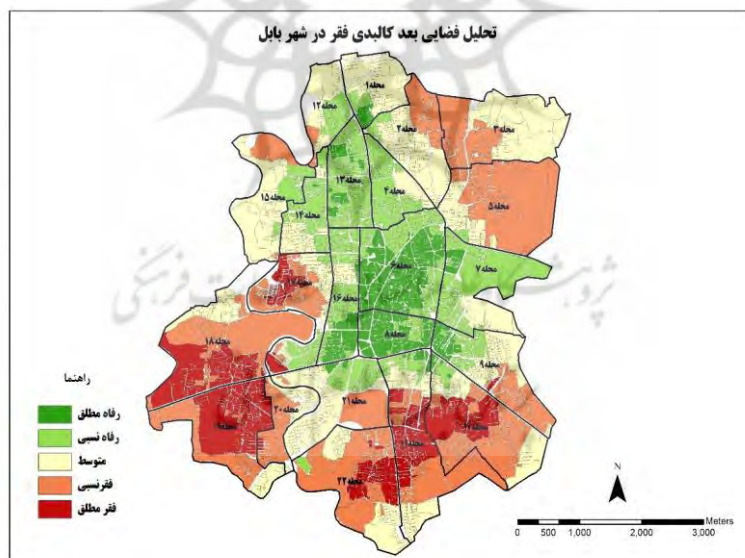 تحلیل فضایی بعد کالبدی فقر در شهر بابل
محله۱
محله۱۲
محله۲
محله۳
محله۱۳
محله۴
محله۱۵
محله۱۴
محله۵
محله۶
محله۷
محله۱۷
محله۱۶
محله۸
محله۱۸
محله۹
محله۲۰
محله۲۱
محله۲۲
راهنما
رفاه مطلق
رفاه نسبی
متوسط
فقرنسبی
فقر مطلق
N
Meters
0 500 1,000 2,000 3,000